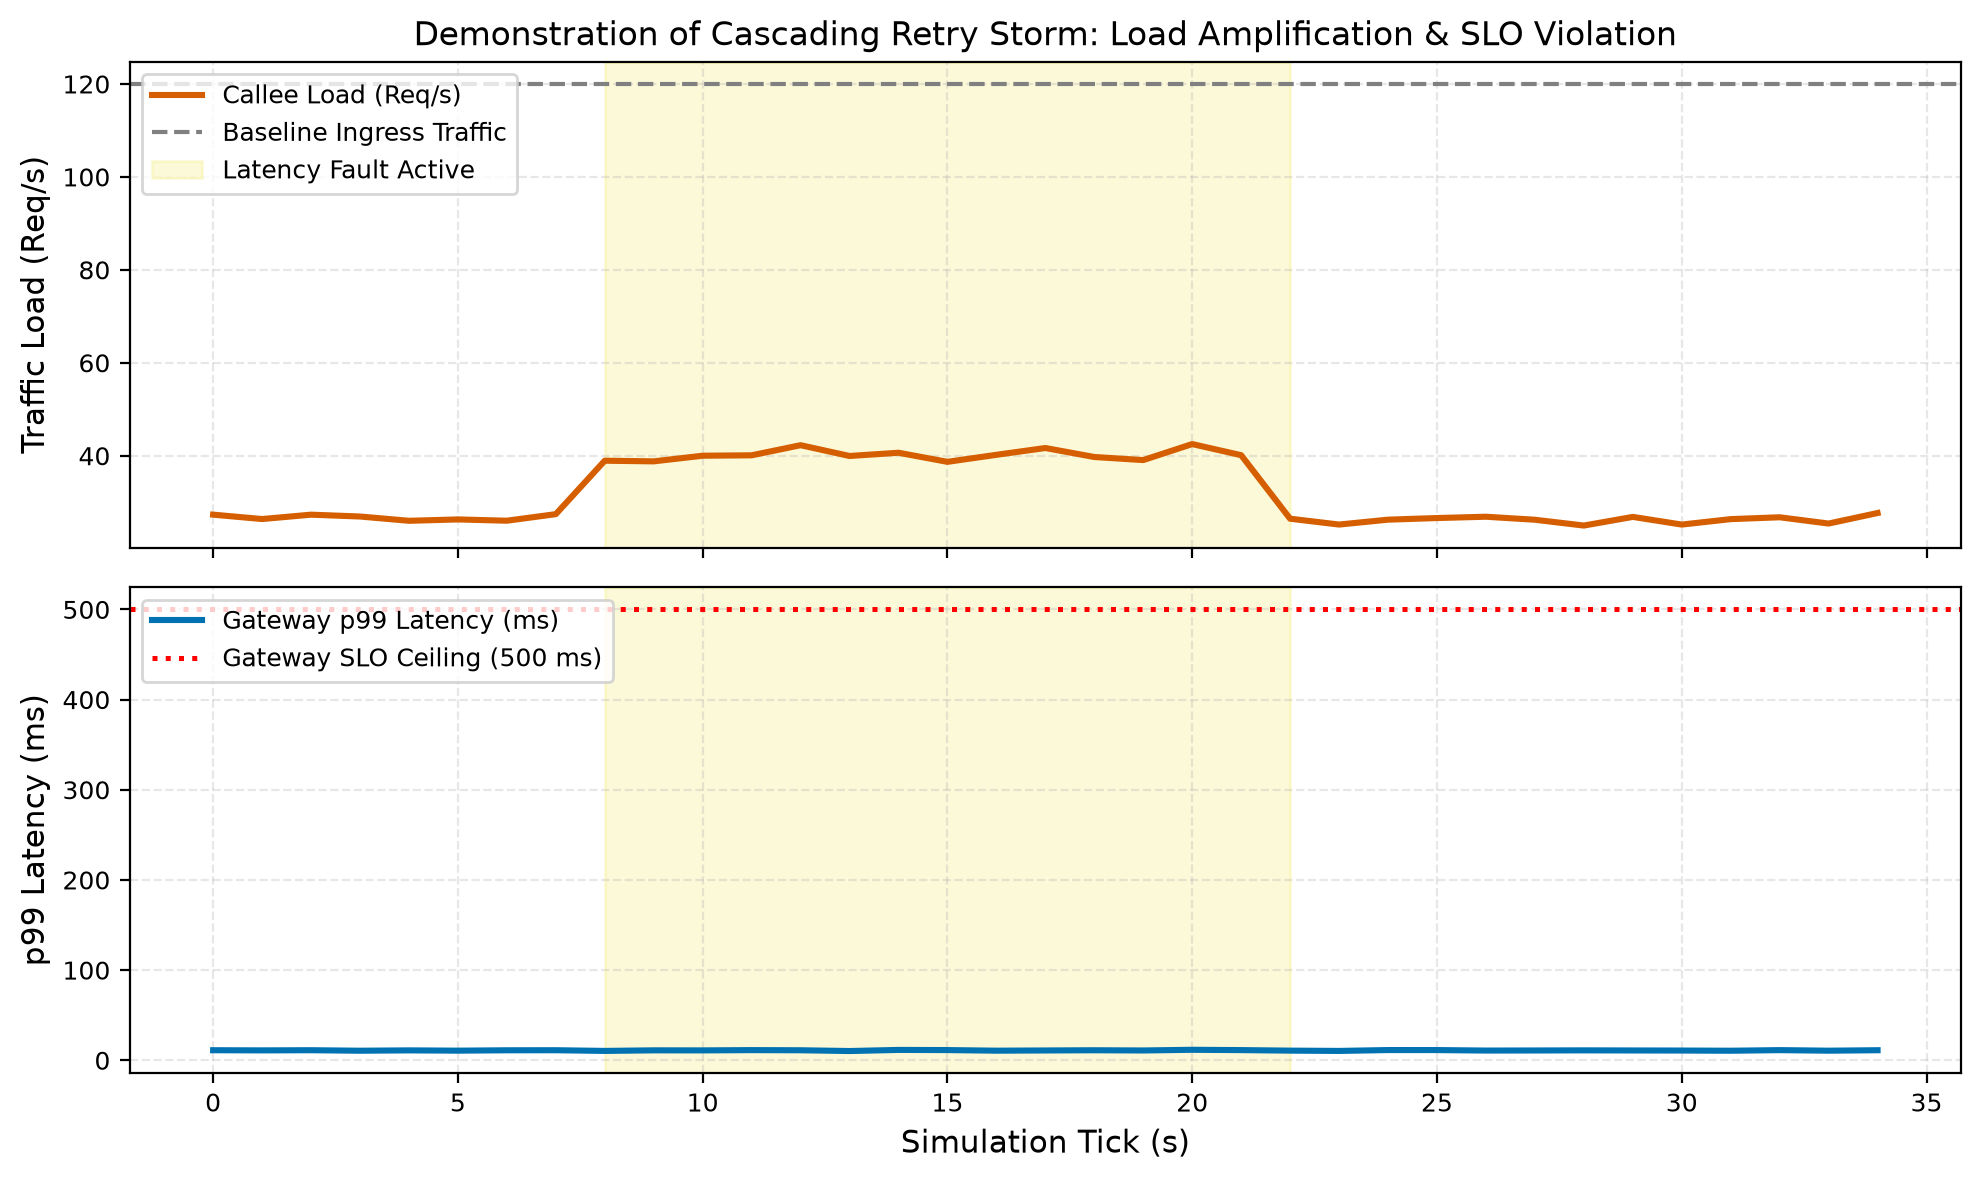 Demonstration of Cascading Retry Storm: Load Amplification & SLO Violation
Traffic Load (Req/s)
120
100
80
60
40
Callee Load (Req/s)
Baseline Ingress Traffic
Latency Fault Active
p99 Latency (ms)
500
400
300
200
100
0
Gateway p99 Latency (ms)
Gateway SLO Ceiling (500 ms)
0 5 10 15 20 25 30 35
Simulation Tick (s)